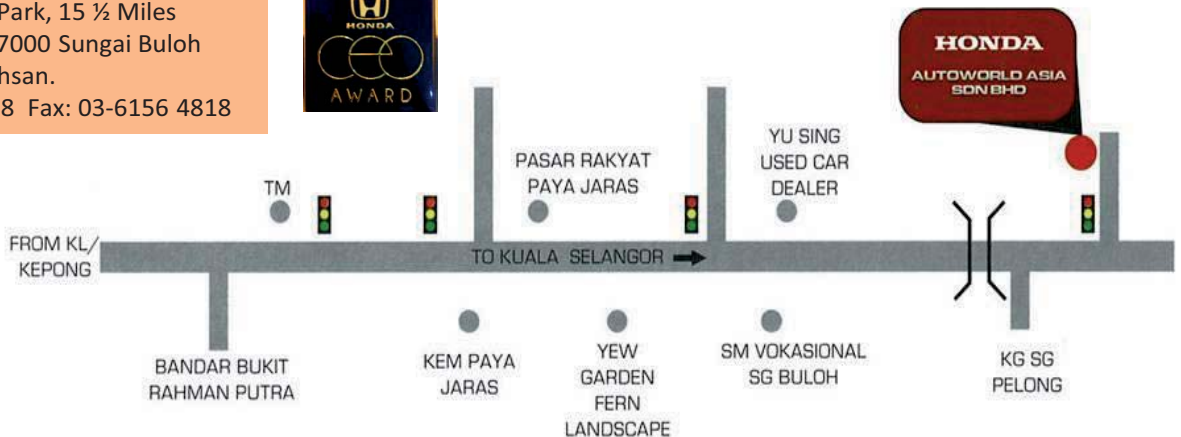 Park, 15 ½ Miles
7000 Sungai Buloh
hsan.
8 Fax: 03-6156 4818
HONDA
CEO
AWARD
HONDA
AUTOWORLD ASIA
SDN BHD
YU SING
USED CAR
DEALER
PASAR RAKYAT
PAYA JARAS
TM
FROM KL/
KEPONG
TO KUALA SELANGOR
BANDAR BUKIT
RAHMAN PUTRA
KEM PAYA
JARAS
YEW
GARDEN
FERN
LANDSCAPE
SM VOKASIONAL
SG BULOH
KG SG
PELONG